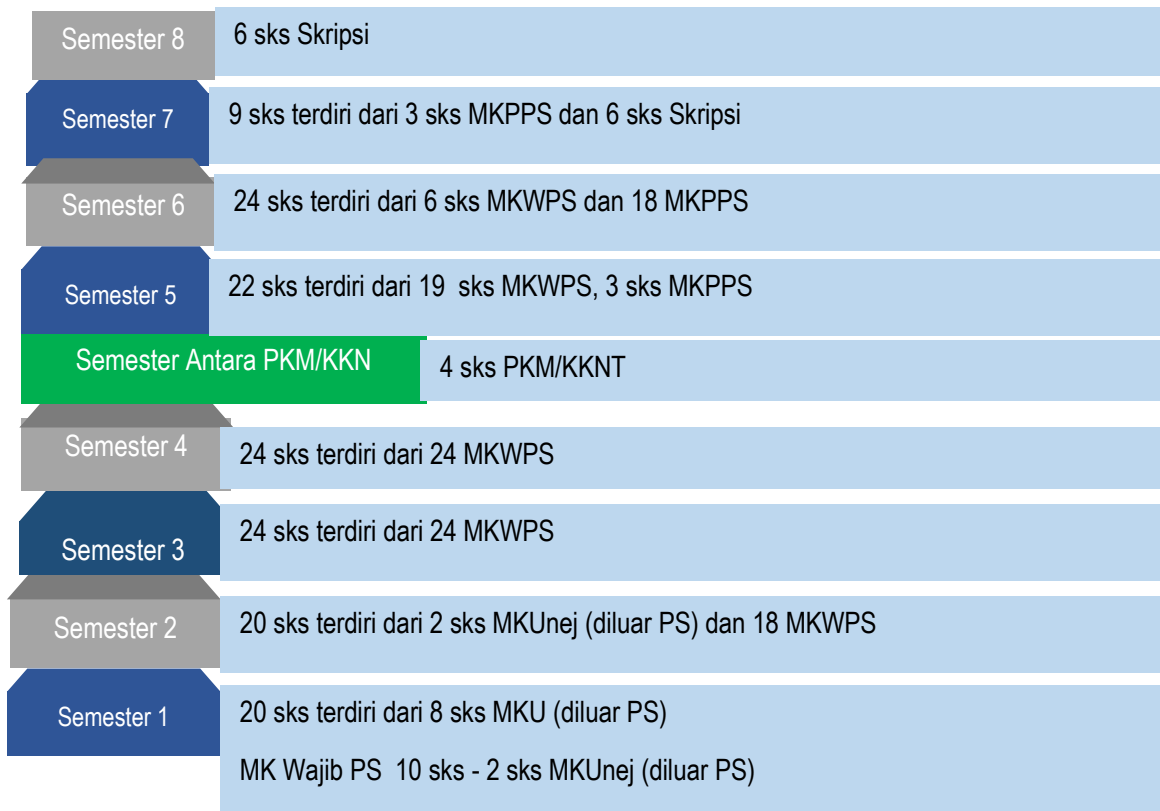 Semester 8
6 sks Skripsi
Semester 7
9 sks terdiri dari 3 sks MKPPS dan 6 sks Skripsi
Semester 6
24 sks terdiri dari 6 sks MKWPS dan 18 MKPPS
Semester 5
22 sks terdiri dari 19 sks MKWPS, 3 sks MKPPS
Semester Antara PKM/KKN
4 sks PKM/KKNT
Semester 4
24 sks terdiri dari 24 MKWPS
Semester 3
24 sks terdiri dari 24 MKWPS
Semester 2
20 sks terdiri dari 2 sks MKUnej (diluar PS) dan 18 MKWPS
Semester 1
20 sks terdiri dari 8 sks MKU (diluar PS)
MK Wajib PS 10 sks - 2 sks MKUnej (diluar PS)